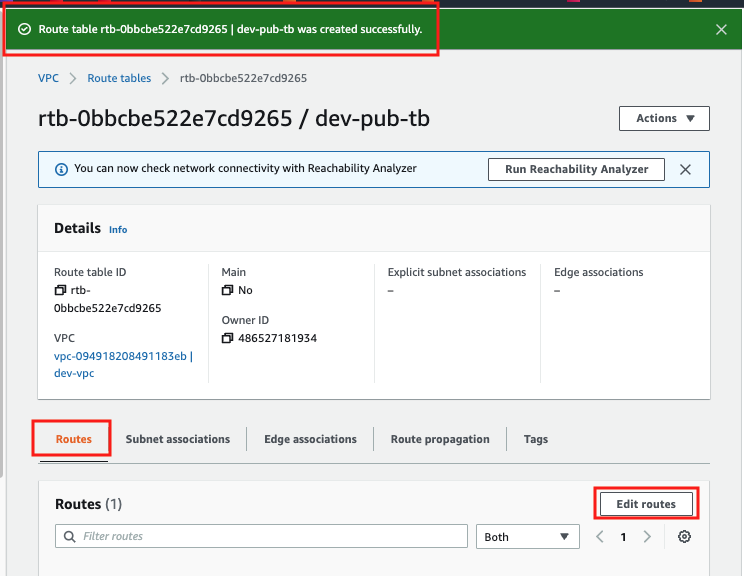 Route table rtb-0bbcbe522e7cd9265 | dev-pub-tb was created successfully.
VPC > Route tables > rtb-0bbcbe522e7cd9265
rtb-0bbcbe522e7cd9265 / dev-pub-tb
Actions
You can now check network connectivity with Reachability Analyzer
Run Reachability Analyzer
Details Info
Route table ID
rtb-
0bbcbe522e7cd9265
VPC
vpc-094918208491183eb |
dev-vpc
Main
No
Owner ID
486527181934
Explicit subnet associations
–
Edge associations
–
Routes
Subnet associations
Edge associations
Route propagation
Tags
Routes (1)
Edit routes
Filter routes
Both
1